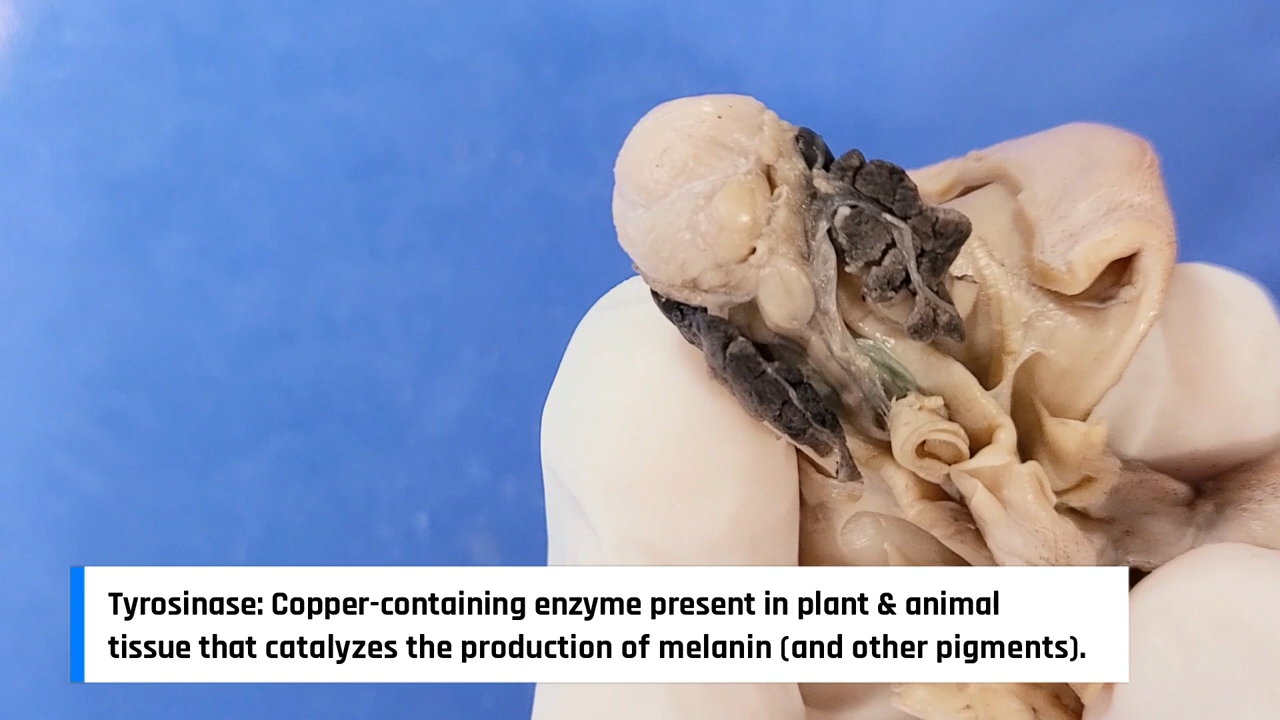 Tyrosinase: Copper-containing enzyme present in plant & animal
tissue that catalyzes the production of melanin (and other pigments).